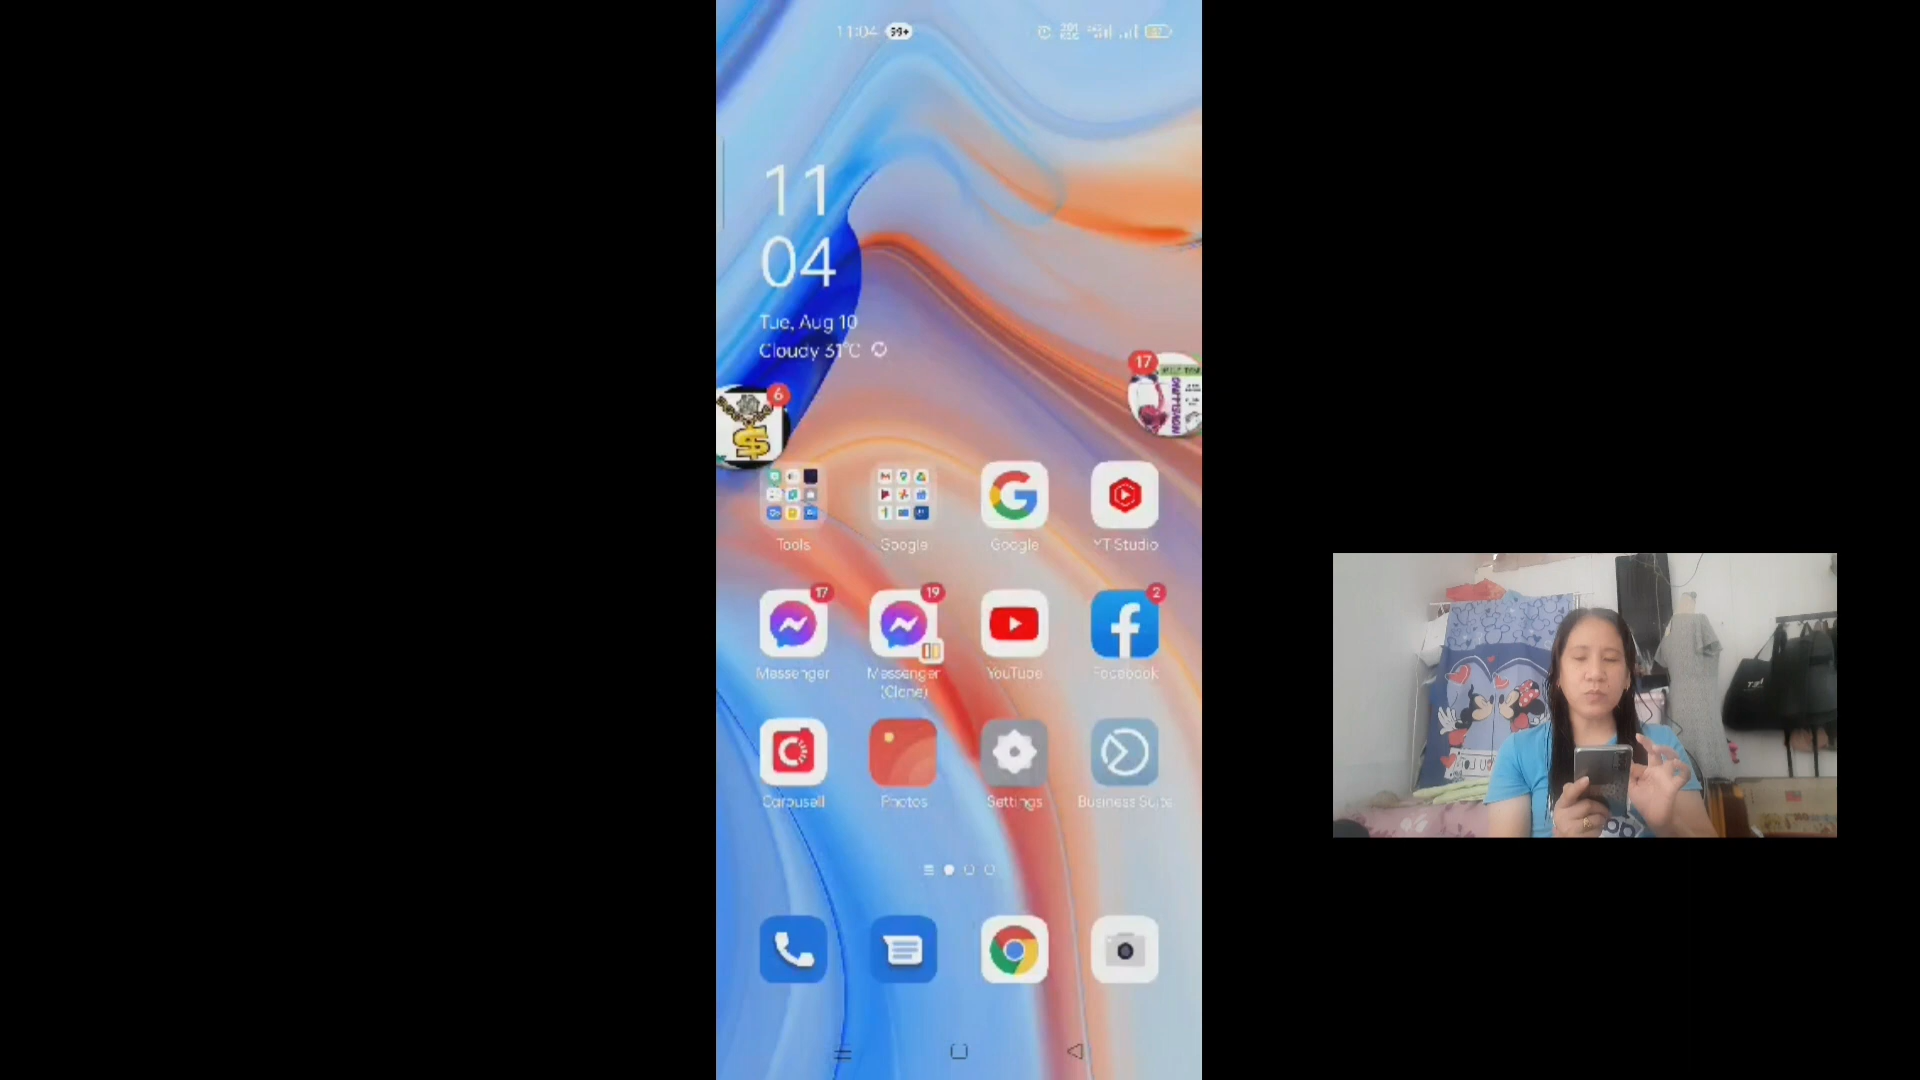 11:04 99+
11
04
Tue, Aug 10
Cloudy 31°C
17
6
Tools
Google
Google
YT Studio
17
19
2
Messenger
Messenger
(Clone)
YouTube
Facebook
Carousell
Photos
Settings
Business Suite